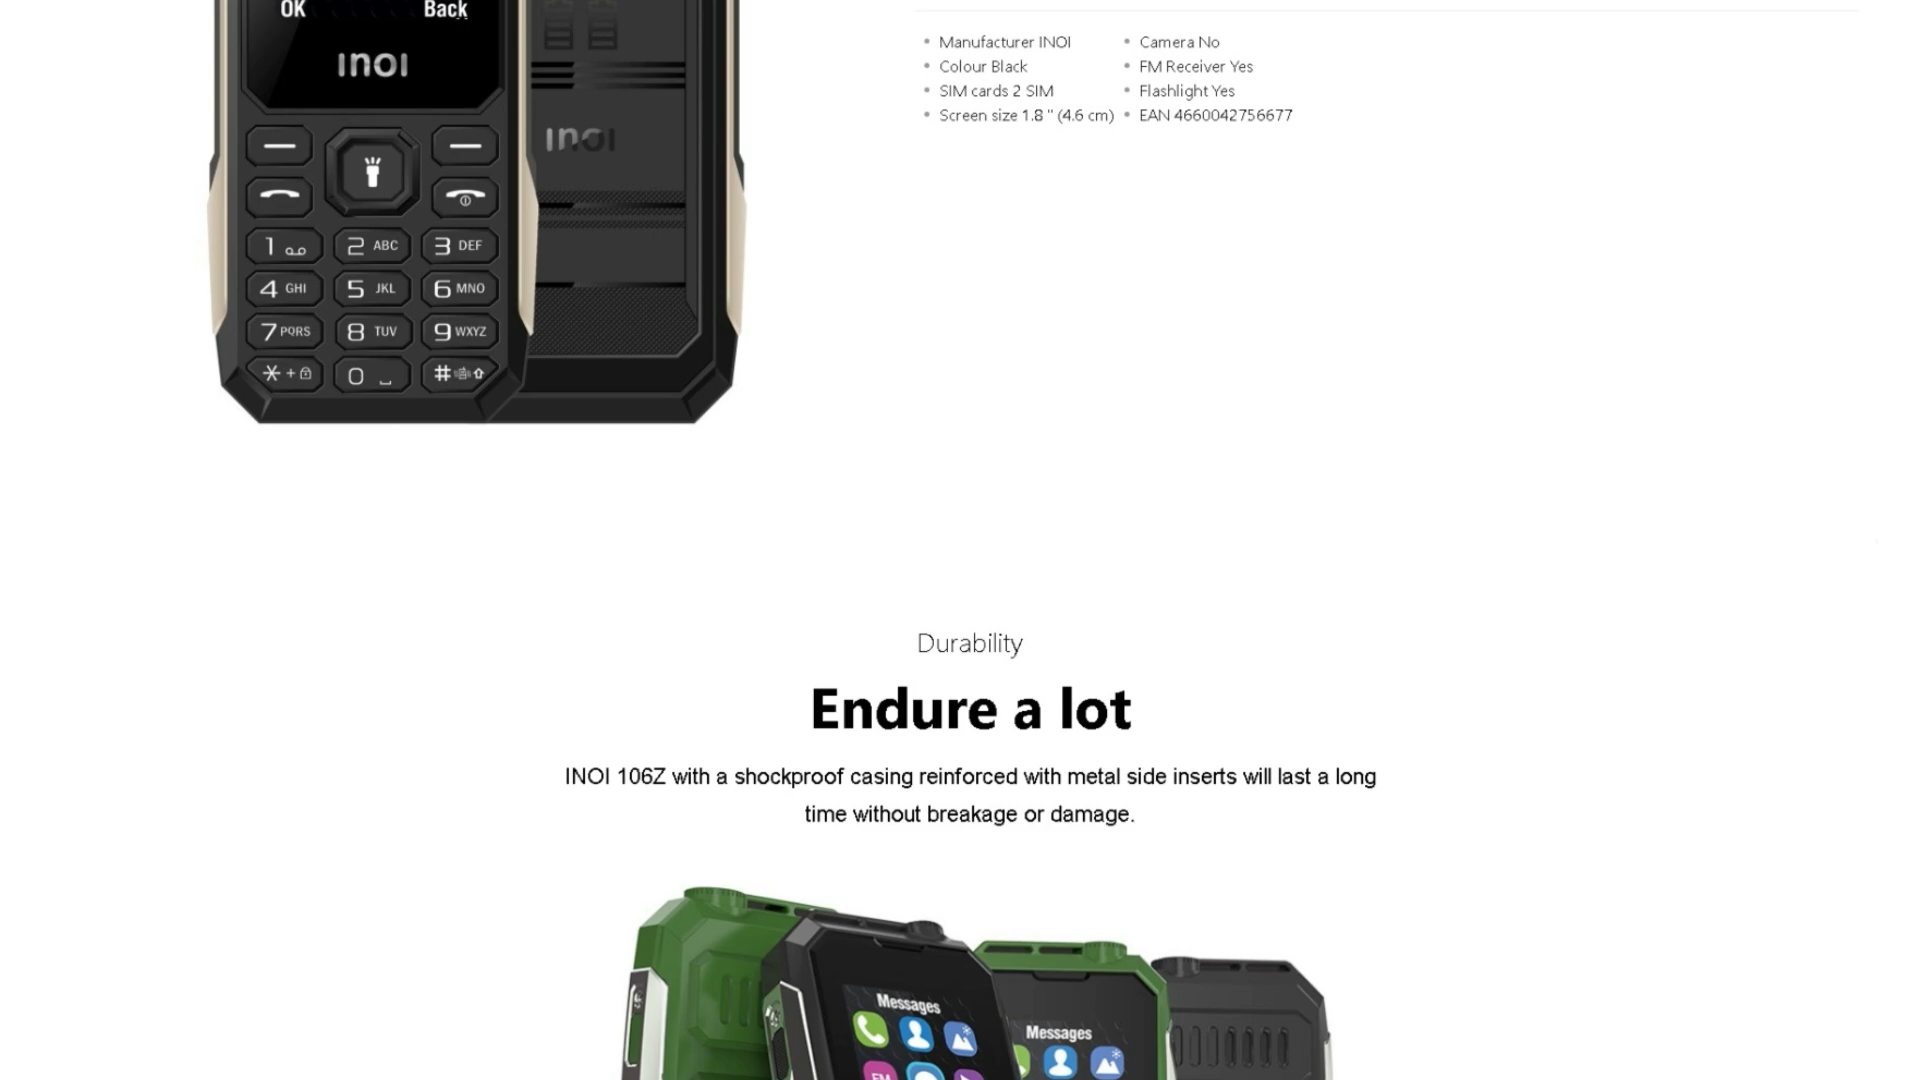 OK Back
INOI
INOI
1 2 ABC 3 DEF
4 GHI 5 JKL 6 MNO
7 PQRS 8 TUV 9 WXYZ
* + 0 #
Manufacturer INOI
Colour Black
SIM cards 2 SIM
Screen size 1.8 " (4.6 cm)
Camera No
FM Receiver Yes
Flashlight Yes
EAN 4660042756677
Durability
Endure a lot
INOI 106Z with a shockproof casing reinforced with metal side inserts will last a long
time without breakage or damage.
Messages
FM
Messages